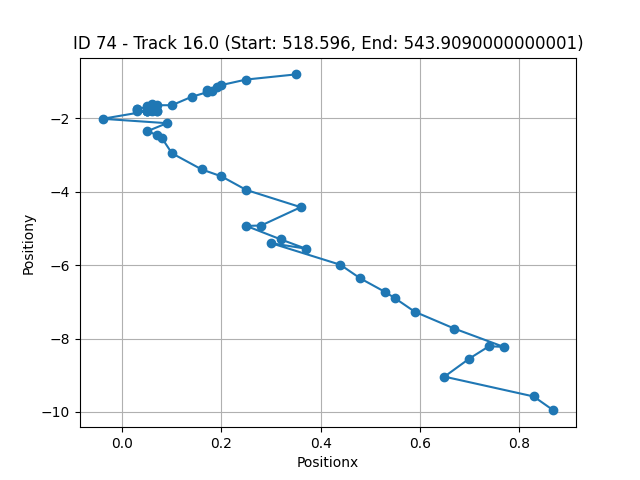 ID 74 - Track 16.0 (Start: 518.596, End: 543.9090000000001)
−2
−4
−6
−8
−10
Positiony
0.0 0.2 0.4 0.6 0.8
Positionx